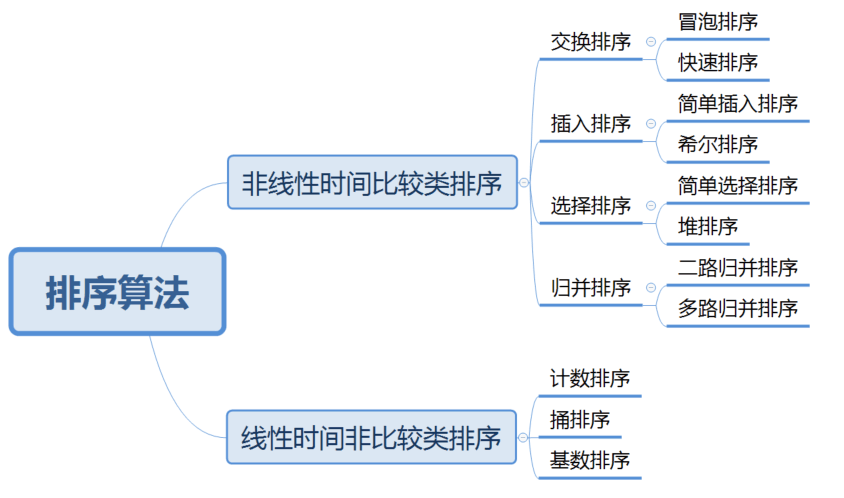 排序算法
非线性时间比较类排序
交换排序
冒泡排序
快速排序
插入排序
简单插入排序
希尔排序
选择排序
简单选择排序
堆排序
归并排序
二路归并排序
多路归并排序
线性时间非比较类排序
计数排序
捅排序
基数排序